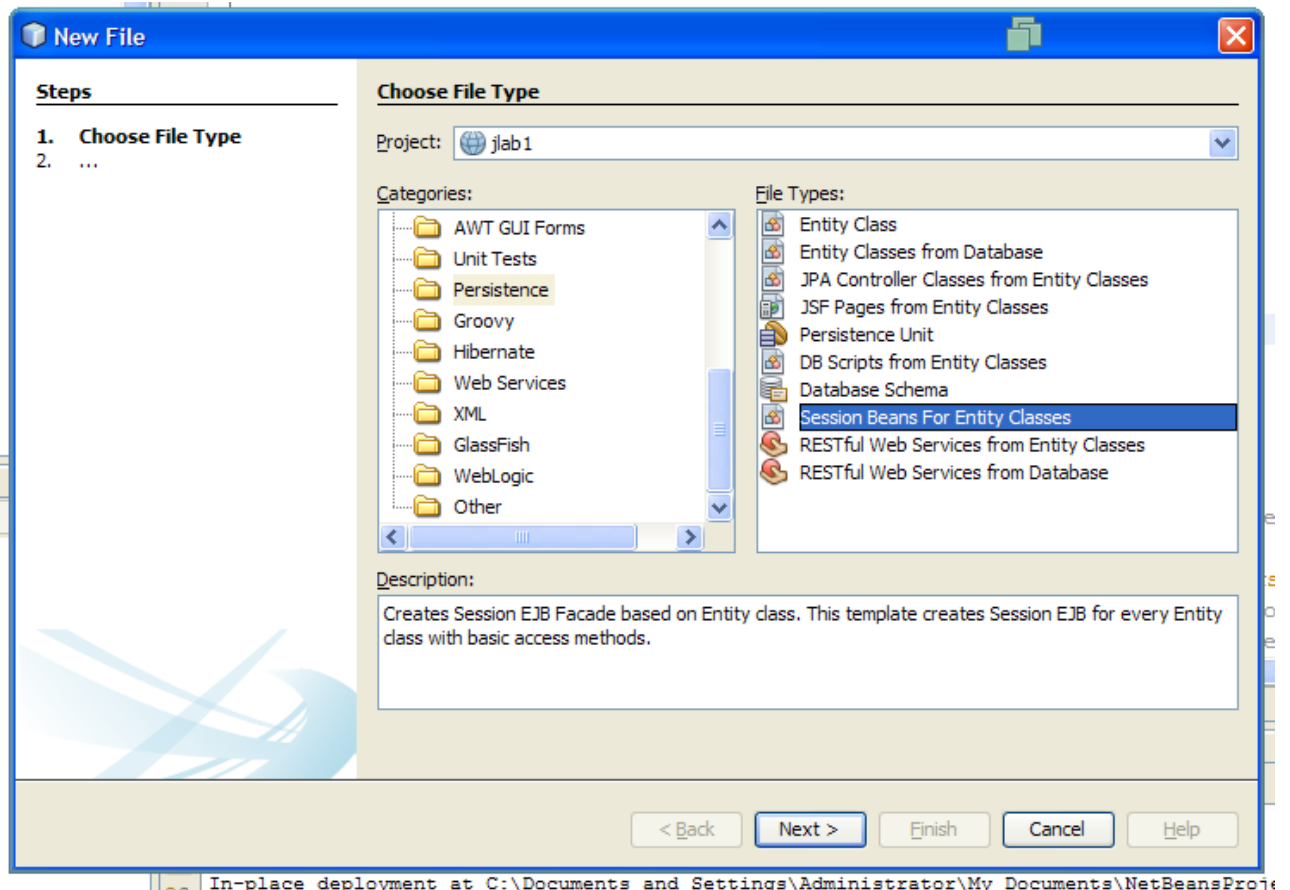 New File
Steps
1. Choose File Type
2. ...
Choose File Type
Project: jlab1
Categories:
AWT GUI Forms
Unit Tests
Persistence
Groovy
Hibernate
Web Services
XML
GlassFish
WebLogic
Other
File Types:
Entity Class
Entity Classes from Database
JPA Controller Classes from Entity Classes
JSF Pages from Entity Classes
Persistence Unit
DB Scripts from Entity Classes
Database Schema
Session Beans For Entity Classes
RESTful Web Services from Entity Classes
RESTful Web Services from Database
Description:
Creates Session EJB Facade based on Entity class. This template creates Session EJB for every Entity
class with basic access methods.
< Back
Next >
Finish
Cancel
Help
In-place deployment at C:\Documents and Settings\Administrator\My Documents\NetBeansProje